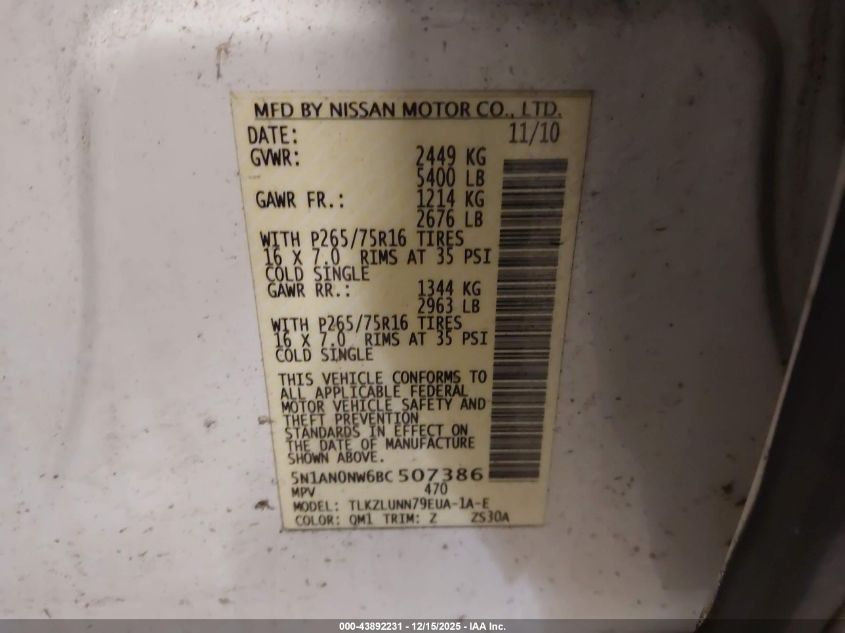 MFD BY NISSAN MOTOR CO., LTD.
DATE: 11/10
GVWR: 2449 KG
5400 LB
GAWR FR.: 1214 KG
2676 LB
WITH P265/75R16 TIRES
16 X 7.0 RIMS AT 35 PSI
COLD SINGLE
GAWR RR.: 1344 KG
2963 LB
WITH P265/75R16 TIRES
16 X 7.0 RIMS AT 35 PSI
COLD SINGLE
THIS VEHICLE CONFORMS TO
ALL APPLICABLE FEDERAL
MOTOR VEHICLE SAFETY AND
THEFT PREVENTION
STANDARDS IN EFFECT ON
THE DATE OF MANUFACTURE
SHOWN ABOVE.
5N1AN0NW6BC507386
MPV 470
MODEL: TLKZLUNN79EUA-1A-E
COLOR: QM1 TRIM: Z ZS30A
000-43892231 - 12/15/2025 - IAA Inc.